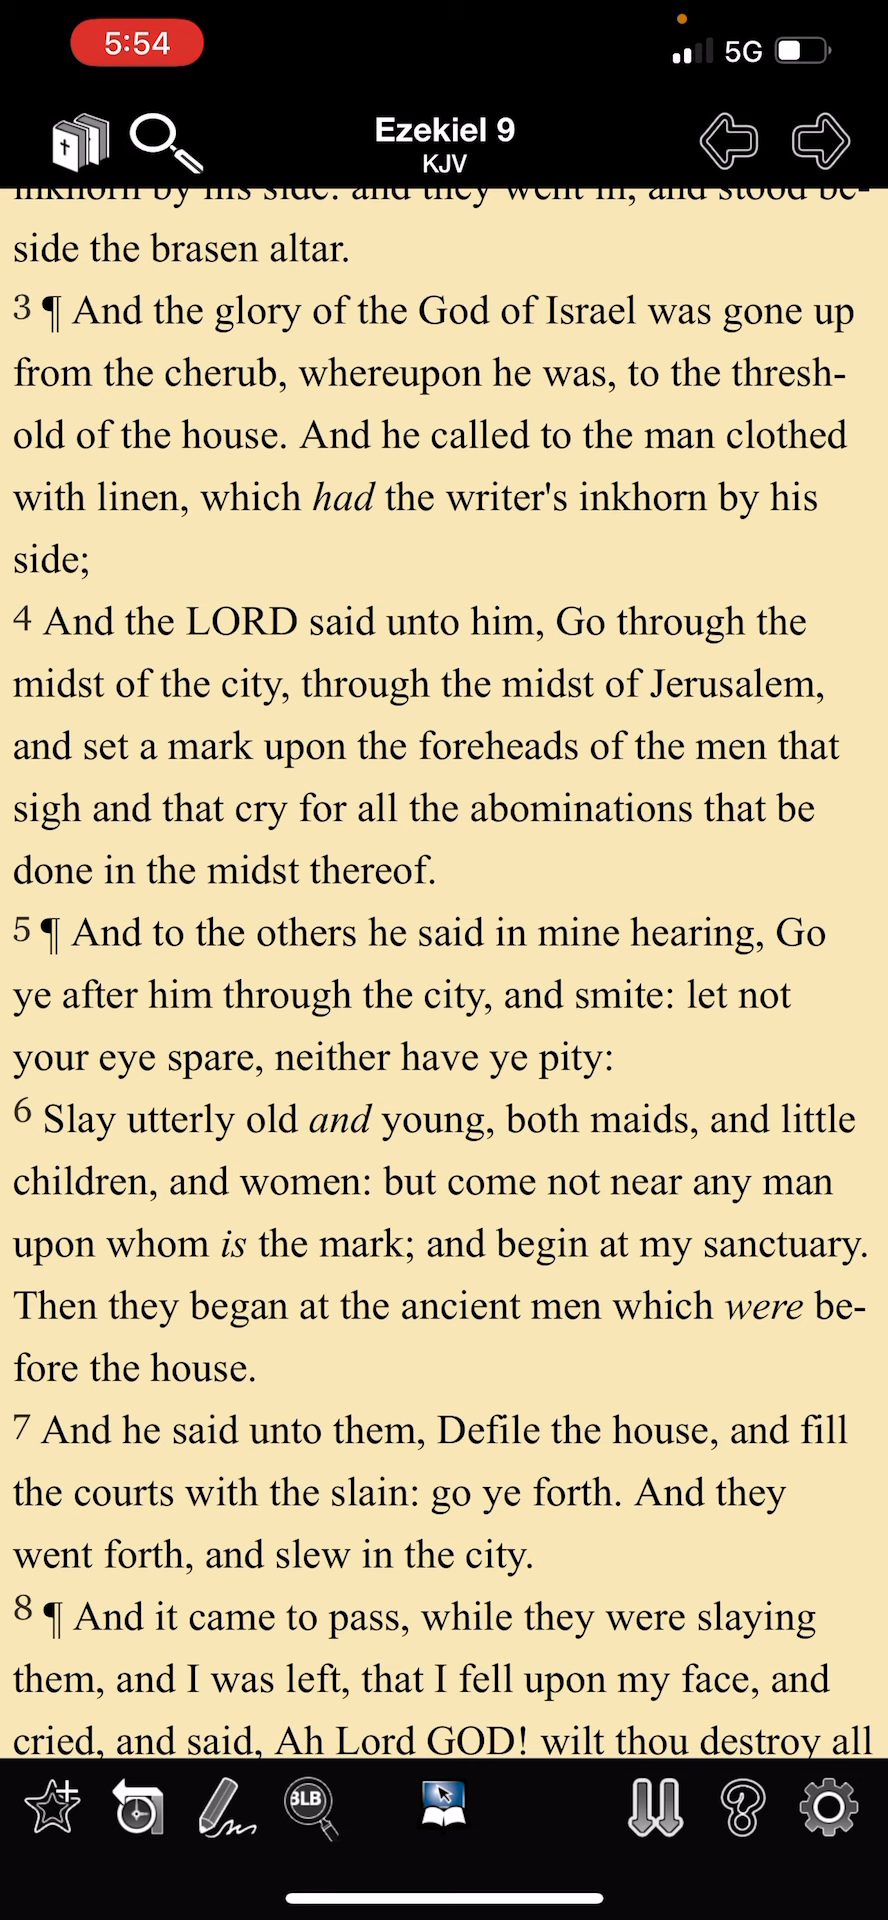 5:54
5G
Ezekiel 9
KJV
inkhorn by his side: and they went in, and stood be-
side the brasen altar.
3 ¶ And the glory of the God of Israel was gone up
from the cherub, whereupon he was, to the thresh-
old of the house. And he called to the man clothed
with linen, which had the writer's inkhorn by his
side;
4 And the LORD said unto him, Go through the
midst of the city, through the midst of Jerusalem,
and set a mark upon the foreheads of the men that
sigh and that cry for all the abominations that be
done in the midst thereof.
5 ¶ And to the others he said in mine hearing, Go
ye after him through the city, and smite: let not
your eye spare, neither have ye pity:
6 Slay utterly old and young, both maids, and little
children, and women: but come not near any man
upon whom is the mark; and begin at my sanctuary.
Then they began at the ancient men which were be-
fore the house.
7 And he said unto them, Defile the house, and fill
the courts with the slain: go ye forth. And they
went forth, and slew in the city.
8 ¶ And it came to pass, while they were slaying
them, and I was left, that I fell upon my face, and
cried, and said, Ah Lord GOD! wilt thou destroy all
BLB